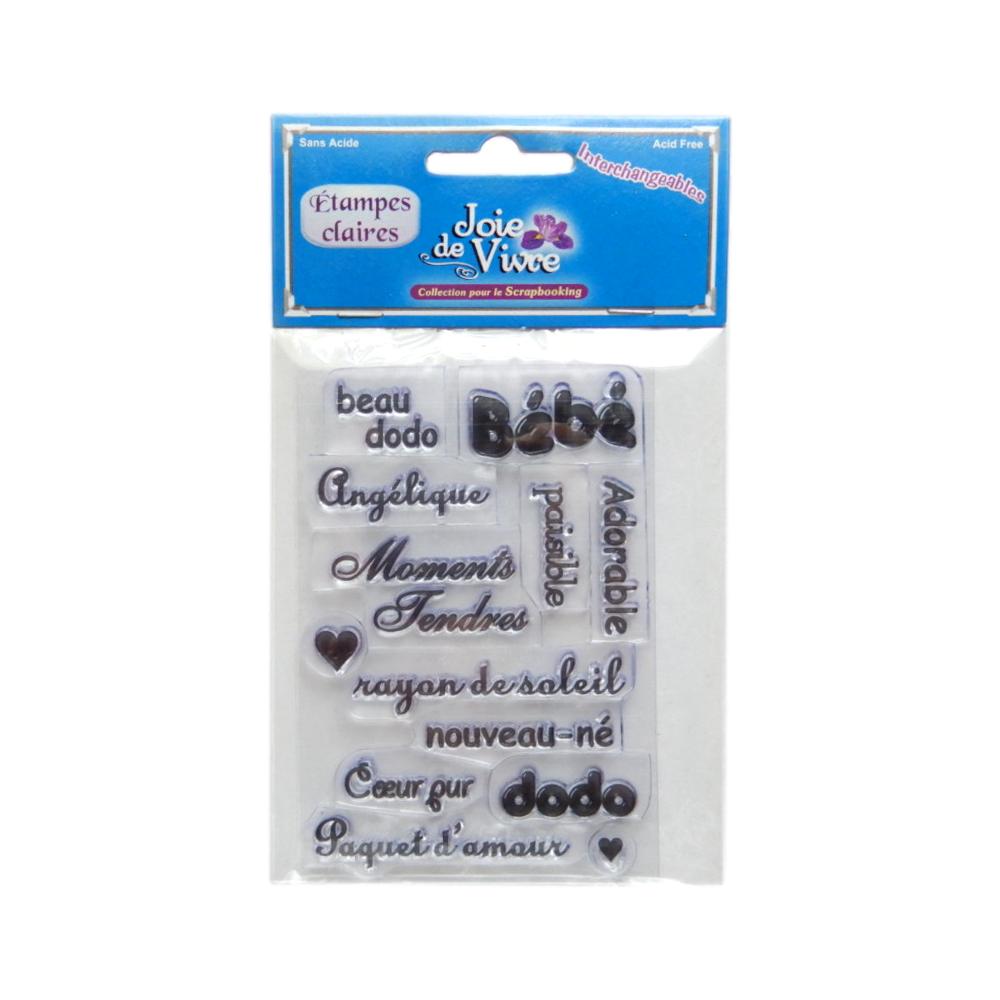 Sans Acide
Acid Free
Interchangeables
Étampes
claires
Joie
de Vivre
Collection pour le Scrapbooking
beau
dodo
Bébé
Angélique
paisible
Adorable
Moments
Tendres
rayon de soleil
nouveau-né
Cœur pur
dodo
Paquet d'amour